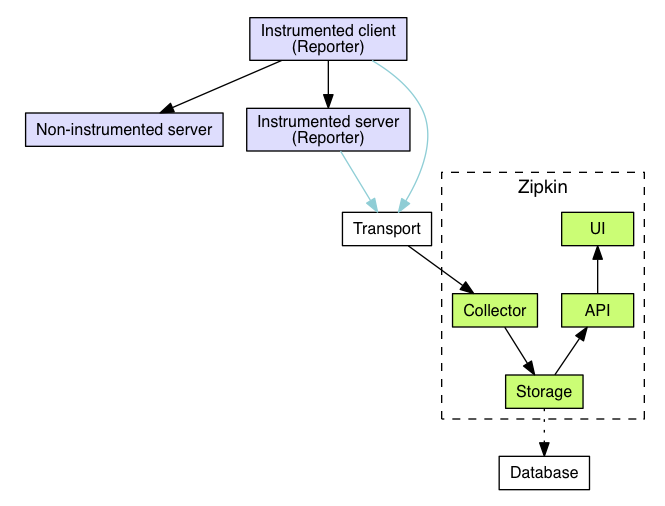 Instrumented client
(Reporter)
Non-instrumented server
Instrumented server
(Reporter)
Zipkin
Transport
UI
Collector
API
Storage
Database